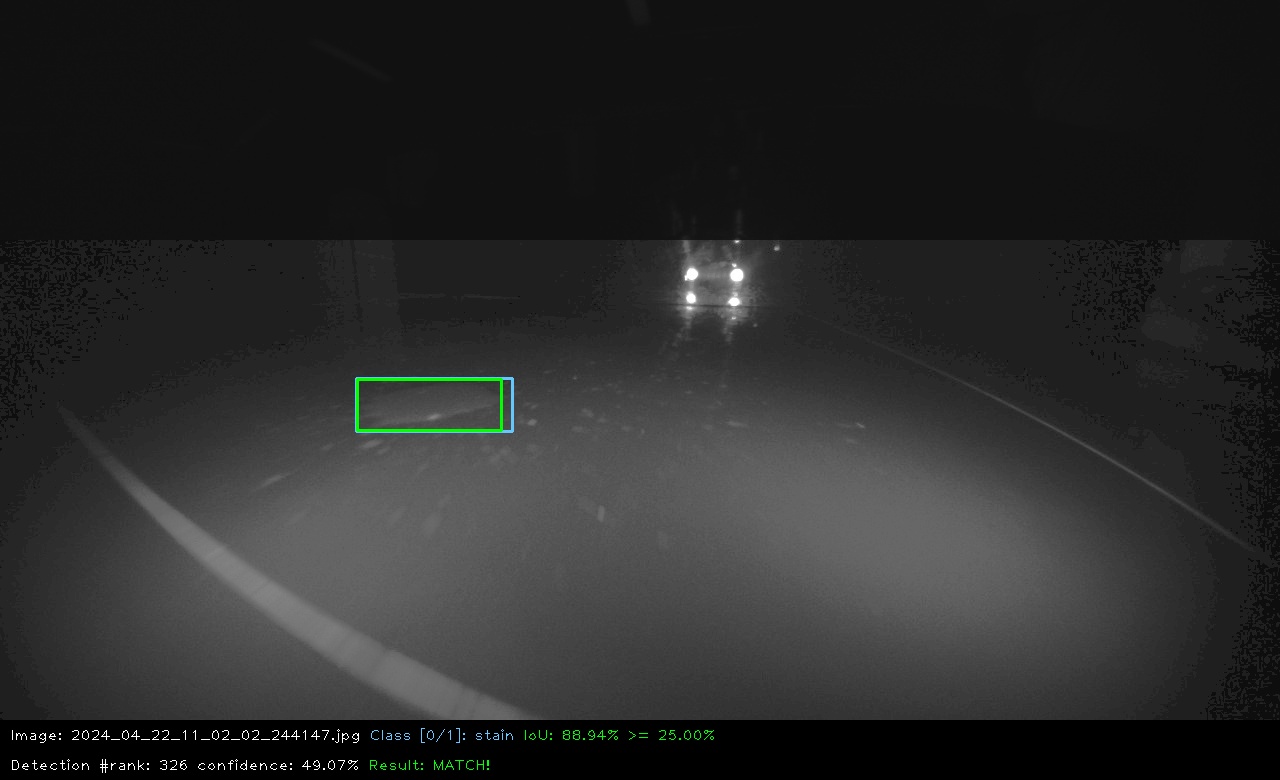 Image: 2024_04_22_11_02_02_244147.jpg Class [0/1]: stain IoU: 88.94% >= 25.00%
Detection #rank: 326 confidence: 49.07% Result: MATCH!